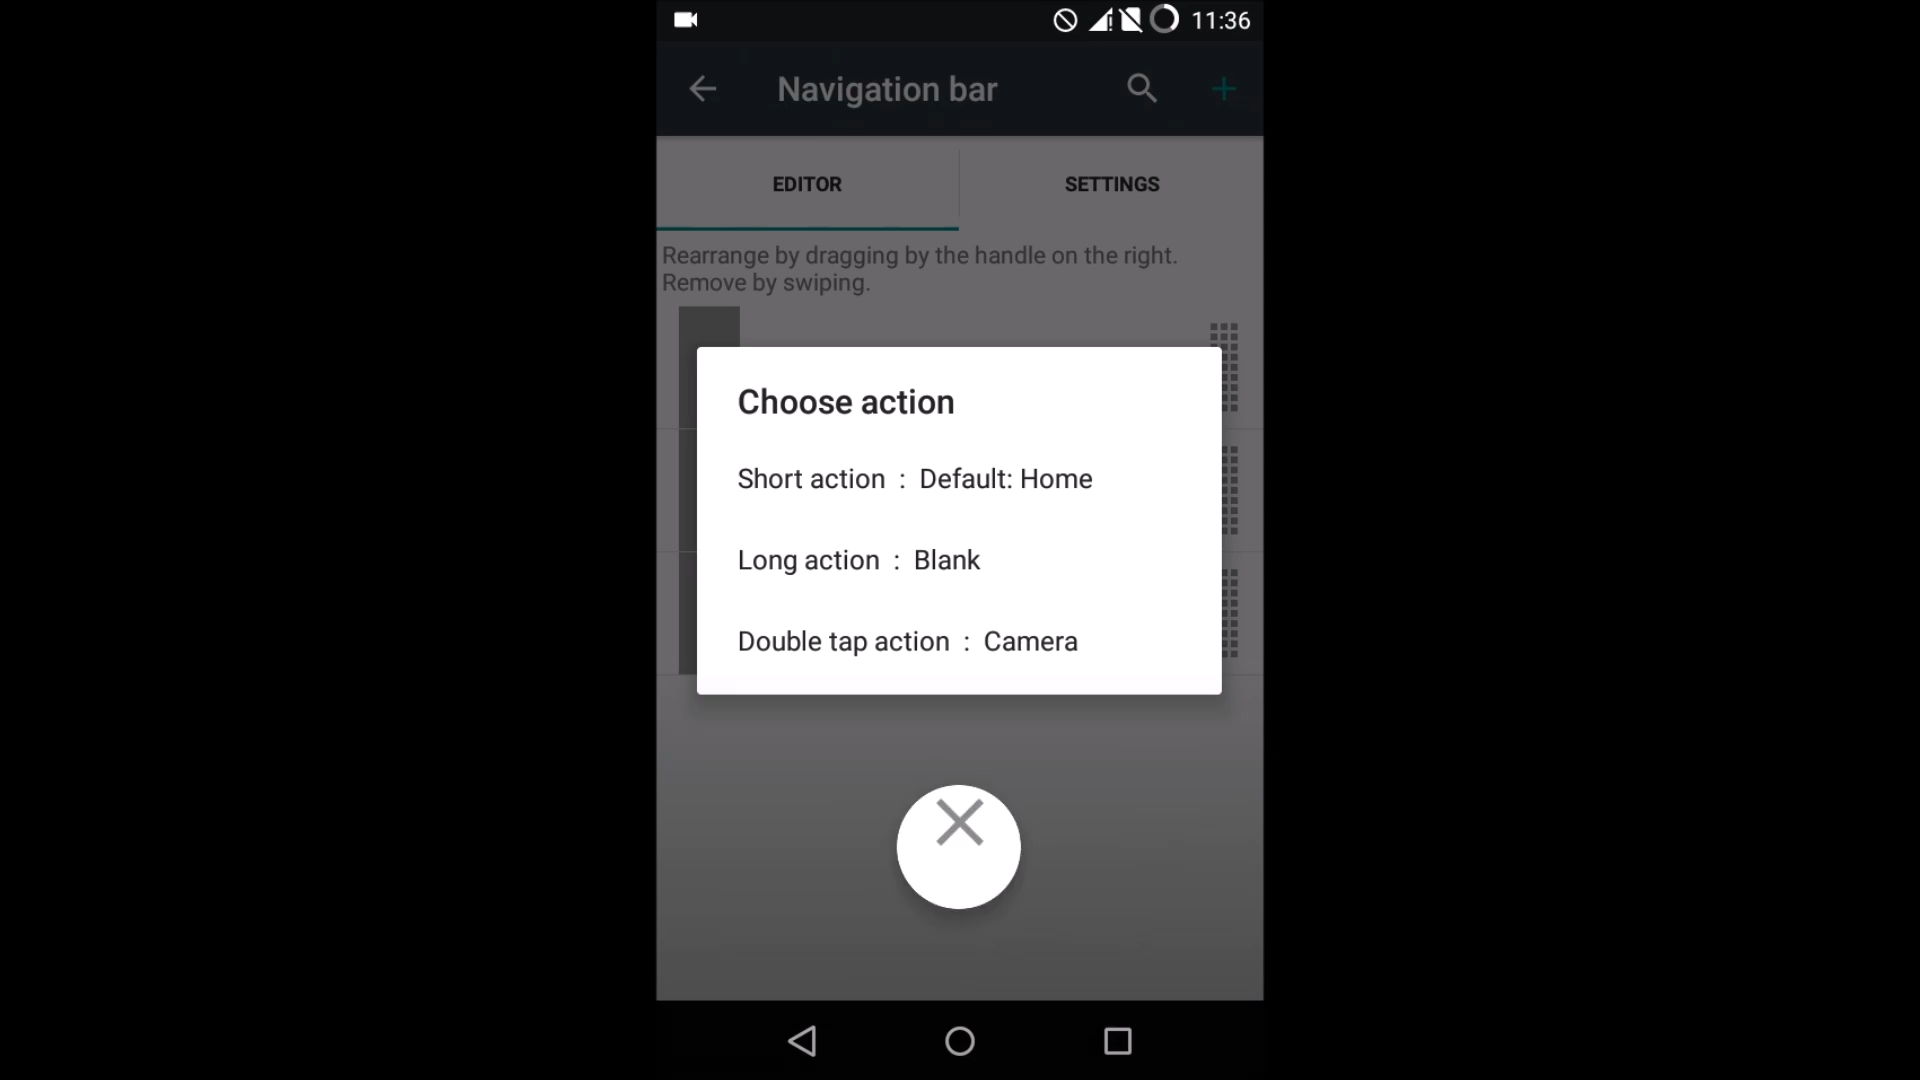 11:36
Navigation bar
EDITOR
SETTINGS
Rearrange by dragging by the handle on the right.
Remove by swiping.
Choose action
Short action : Default: Home
Long action : Blank
Double tap action : Camera